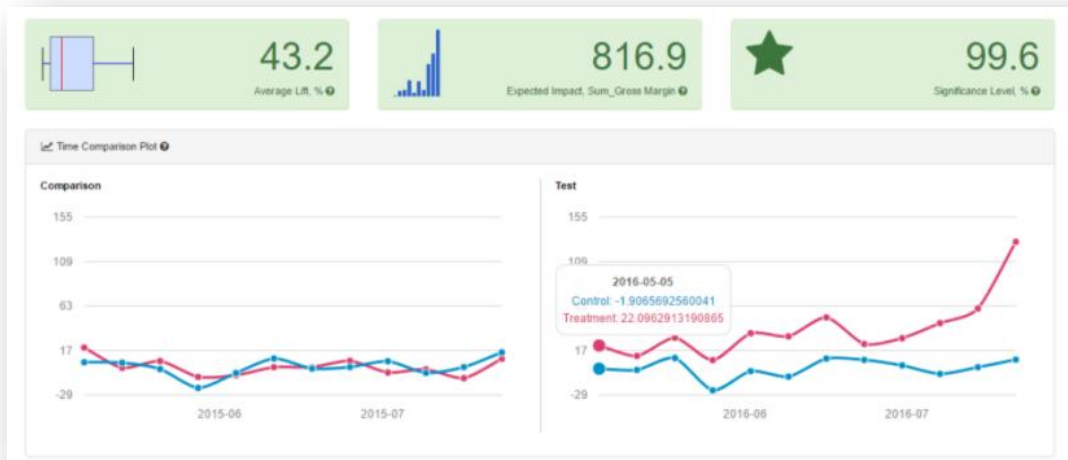 43.2
Average Lift, %
816.9
Expected Impact, Sum_Gross Margin
99.6
Significance Level, %
Time Comparison Plot
Comparison
155
109
63
17
-29
2015-06
2015-07
Test
155
109
17
-29
2016-05-05
Control: -1.9065692560041
Treatment: 22.0962913190865
2016-06
2016-07